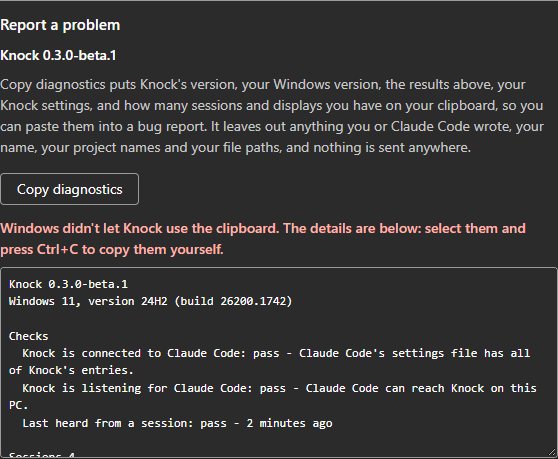 Report a problem
Knock 0.3.0-beta.1
Copy diagnostics puts Knock's version, your Windows version, the results above, your
Knock settings, and how many sessions and displays you have on your clipboard, so you
can paste them into a bug report. It leaves out anything you or Claude Code wrote, your
name, your project names and your file paths, and nothing is sent anywhere.
Copy diagnostics
Windows didn't let Knock use the clipboard. The details are below: select them and
press Ctrl+C to copy them yourself.
Knock 0.3.0-beta.1
Windows 11, version 24H2 (build 26200.1742)
Checks
Knock is connected to Claude Code: pass - Claude Code's settings file has all
of Knock's entries.
Knock is listening for Claude Code: pass - Claude Code can reach Knock on this
PC.
Last heard from a session: pass - 2 minutes ago
Sessions 4